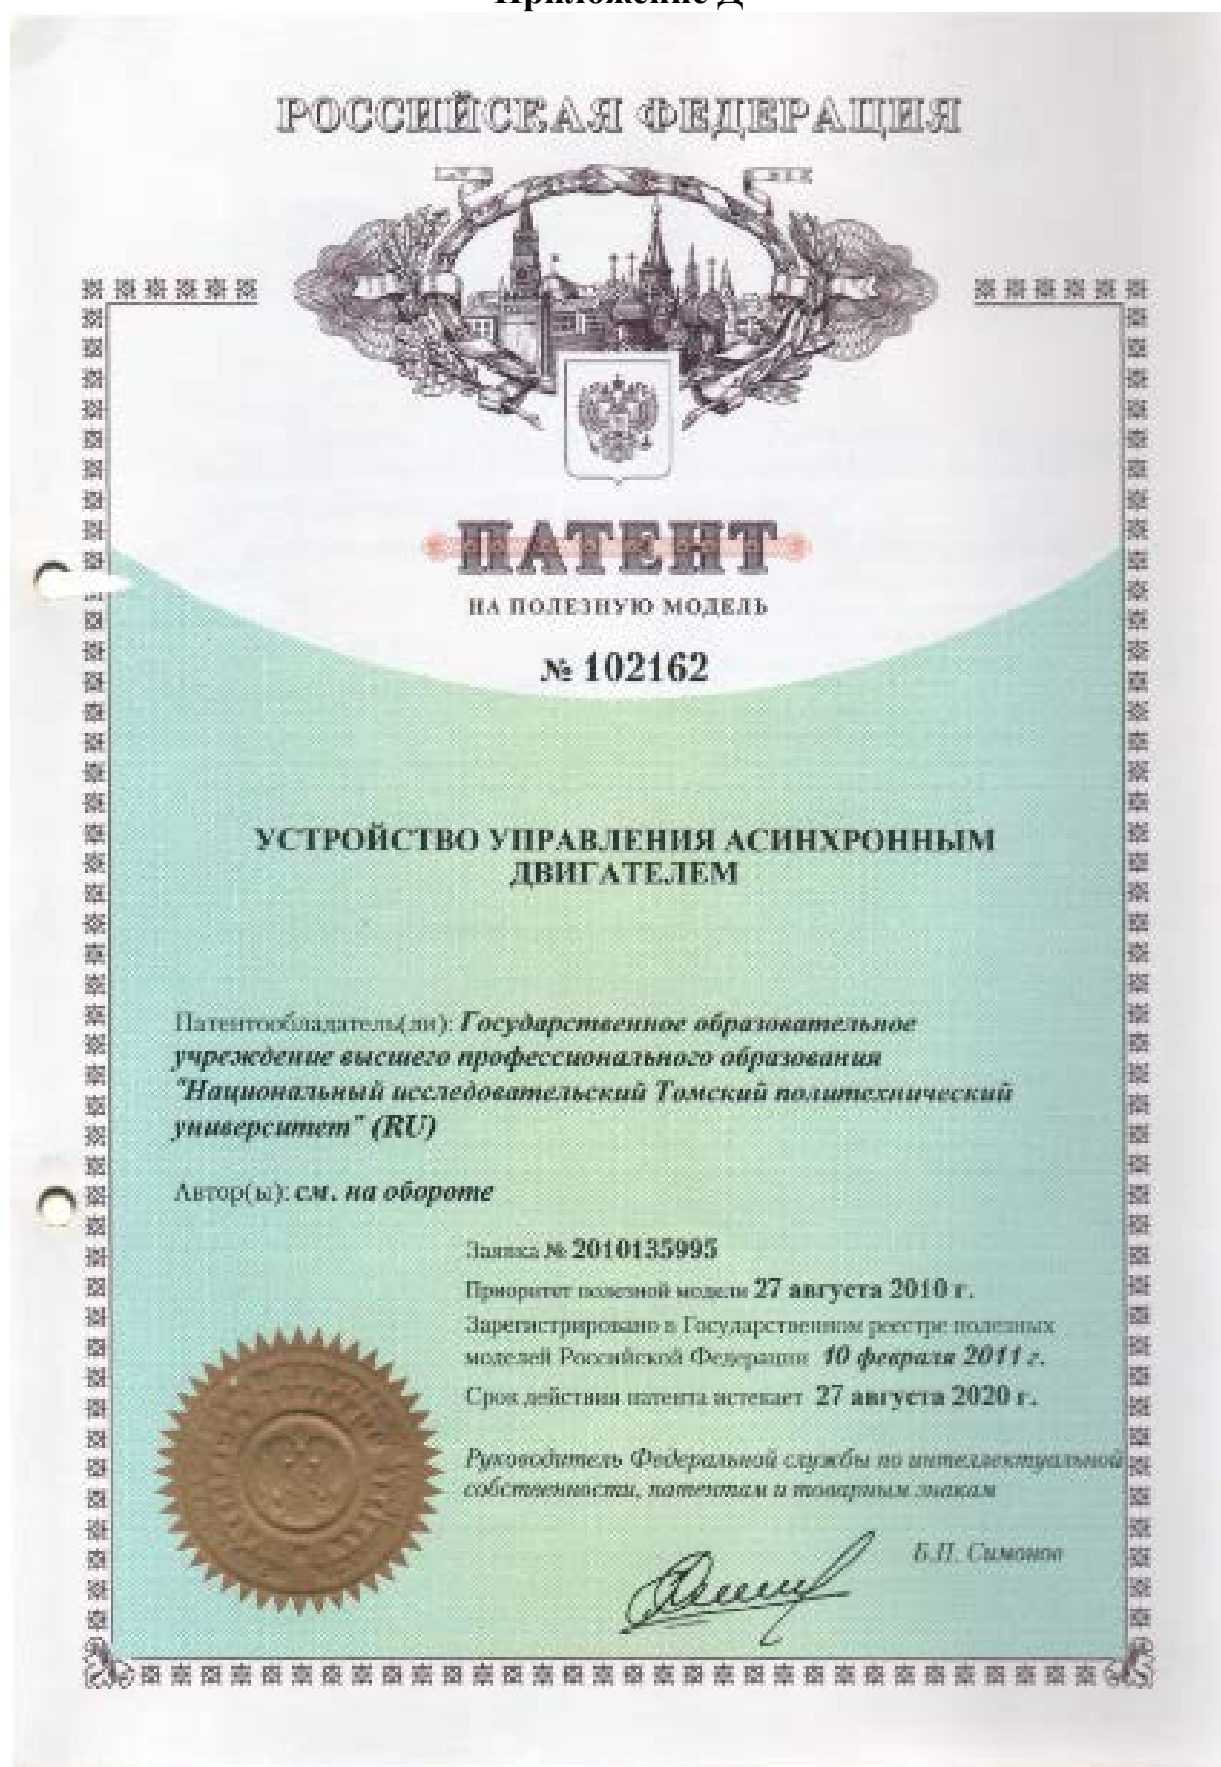 Приложение Д
РОССИЙСКАЯ ФЕДЕРАЦИЯ
ПАТЕНТ
НА ПОЛЕЗНУЮ МОДЕЛЬ
№ 102162
УСТРОЙСТВО УПРАВЛЕНИЯ АСИНХРОННЫМ
ДВИГАТЕЛЕМ
Патентообладатель(ли): Государственное образовательное
учреждение высшего профессионального образования
"Национальный исследовательский Томский политехнический
университет" (RU)
Автор(ы): см. на обороте
Заявка № 2010135995
Приоритет полезной модели 27 августа 2010 г.
Зарегистрировано в Государственном реестре полезных
моделей Российской Федерации 10 февраля 2011 г.
Срок действия патента истекает 27 августа 2020 г.
Руководитель Федеральной службы по интеллектуальной
собственности, патентам и товарным знакам
Б.П. Симонов